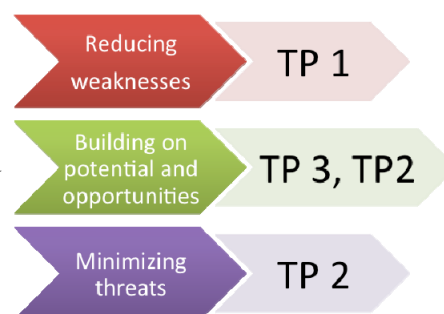 Reducing
weaknesses
TP 1
Building on
potential and
opportunities
TP 3, TP2
Minimizing
threats
TP 2